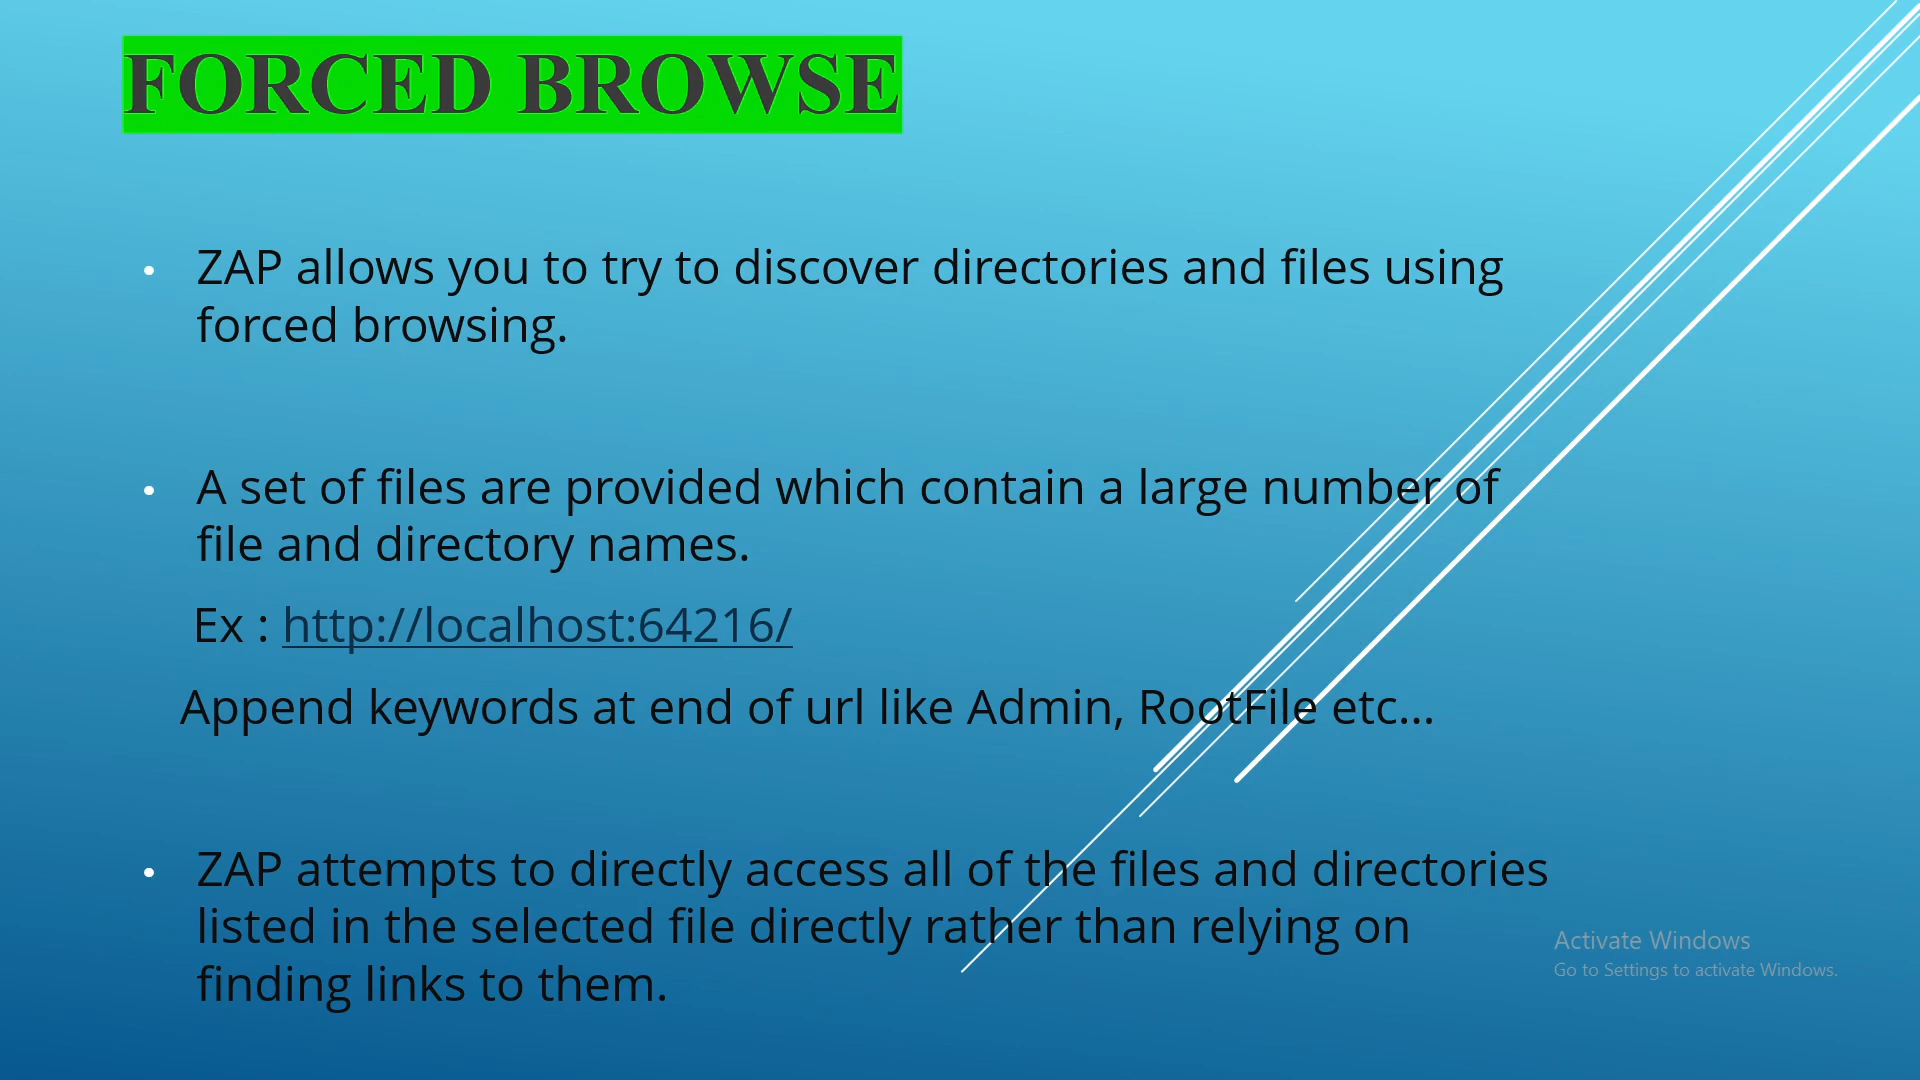 FORCED BROWSE
• ZAP allows you to try to discover directories and files using
forced browsing.
• A set of files are provided which contain a large number of
file and directory names.
Ex : http://localhost:64216/
Append keywords at end of url like Admin, RootFile etc...
• ZAP attempts to directly access all of the files and directories
listed in the selected file directly rather than relying on
finding links to them.
Activate Windows
Go to Settings to activate Windows.